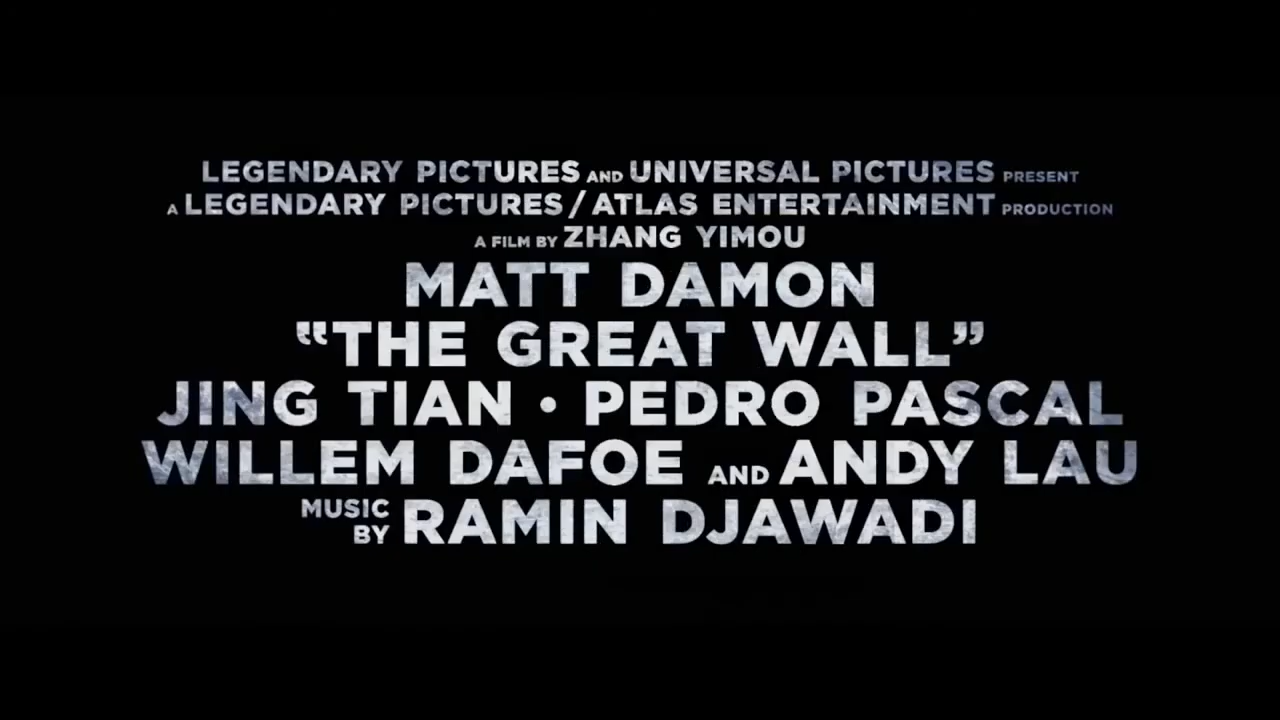 LEGENDARY PICTURES AND UNIVERSAL PICTURES PRESENT
A LEGENDARY PICTURES/ATLAS ENTERTAINMENT PRODUCTION
A FILM BY ZHANG YIMOU
MATT DAMON
“THE GREAT WALL”
JING TIAN • PEDRO PASCAL
WILLEM DAFOE AND ANDY LAU
MUSIC BY RAMIN DJAWADI